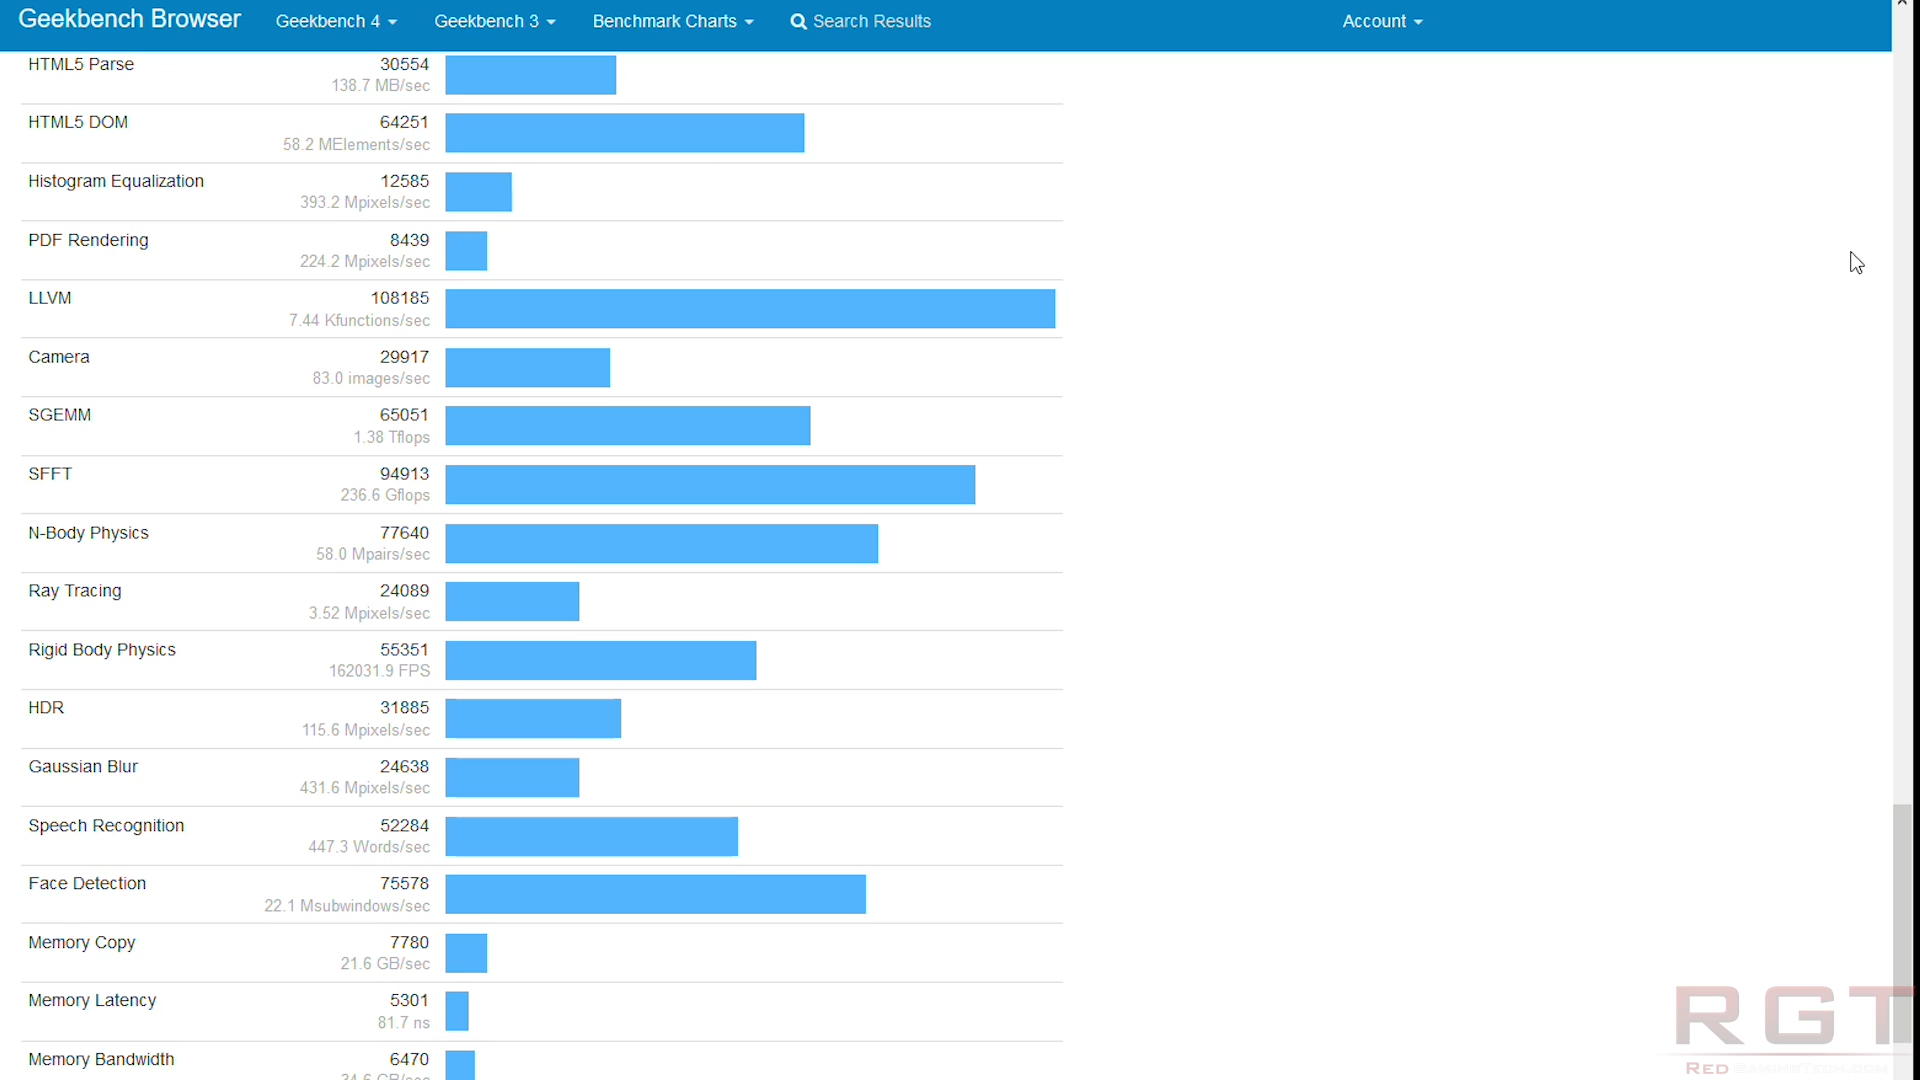 Geekbench Browser Geekbench 4 Geekbench 3 Benchmark Charts Search Results Account
HTML5 Parse 30554
138.7 MB/sec
HTML5 DOM 64251
58.2 MElements/sec
Histogram Equalization 12585
393.2 Mpixels/sec
PDF Rendering 8439
224.2 Mpixels/sec
LLVM 108185
7.44 Kfunctions/sec
Camera 29917
83.0 images/sec
SGEMM 65051
1.38 Tflops
SFFT 94913
236.6 Gflops
N-Body Physics 77640
58.0 Mpairs/sec
Ray Tracing 24089
3.52 Mpixels/sec
Rigid Body Physics 55351
162031.9 FPS
HDR 31885
115.6 Mpixels/sec
Gaussian Blur 24638
431.6 Mpixels/sec
Speech Recognition 52284
447.3 Words/sec
Face Detection 75578
22.1 Msubwindows/sec
Memory Copy 7780
21.6 GB/sec
Memory Latency 5301
81.7 ns
Memory Bandwidth 6470
34.6 GB/sec
RGT
RED GAMINGTECH.COM